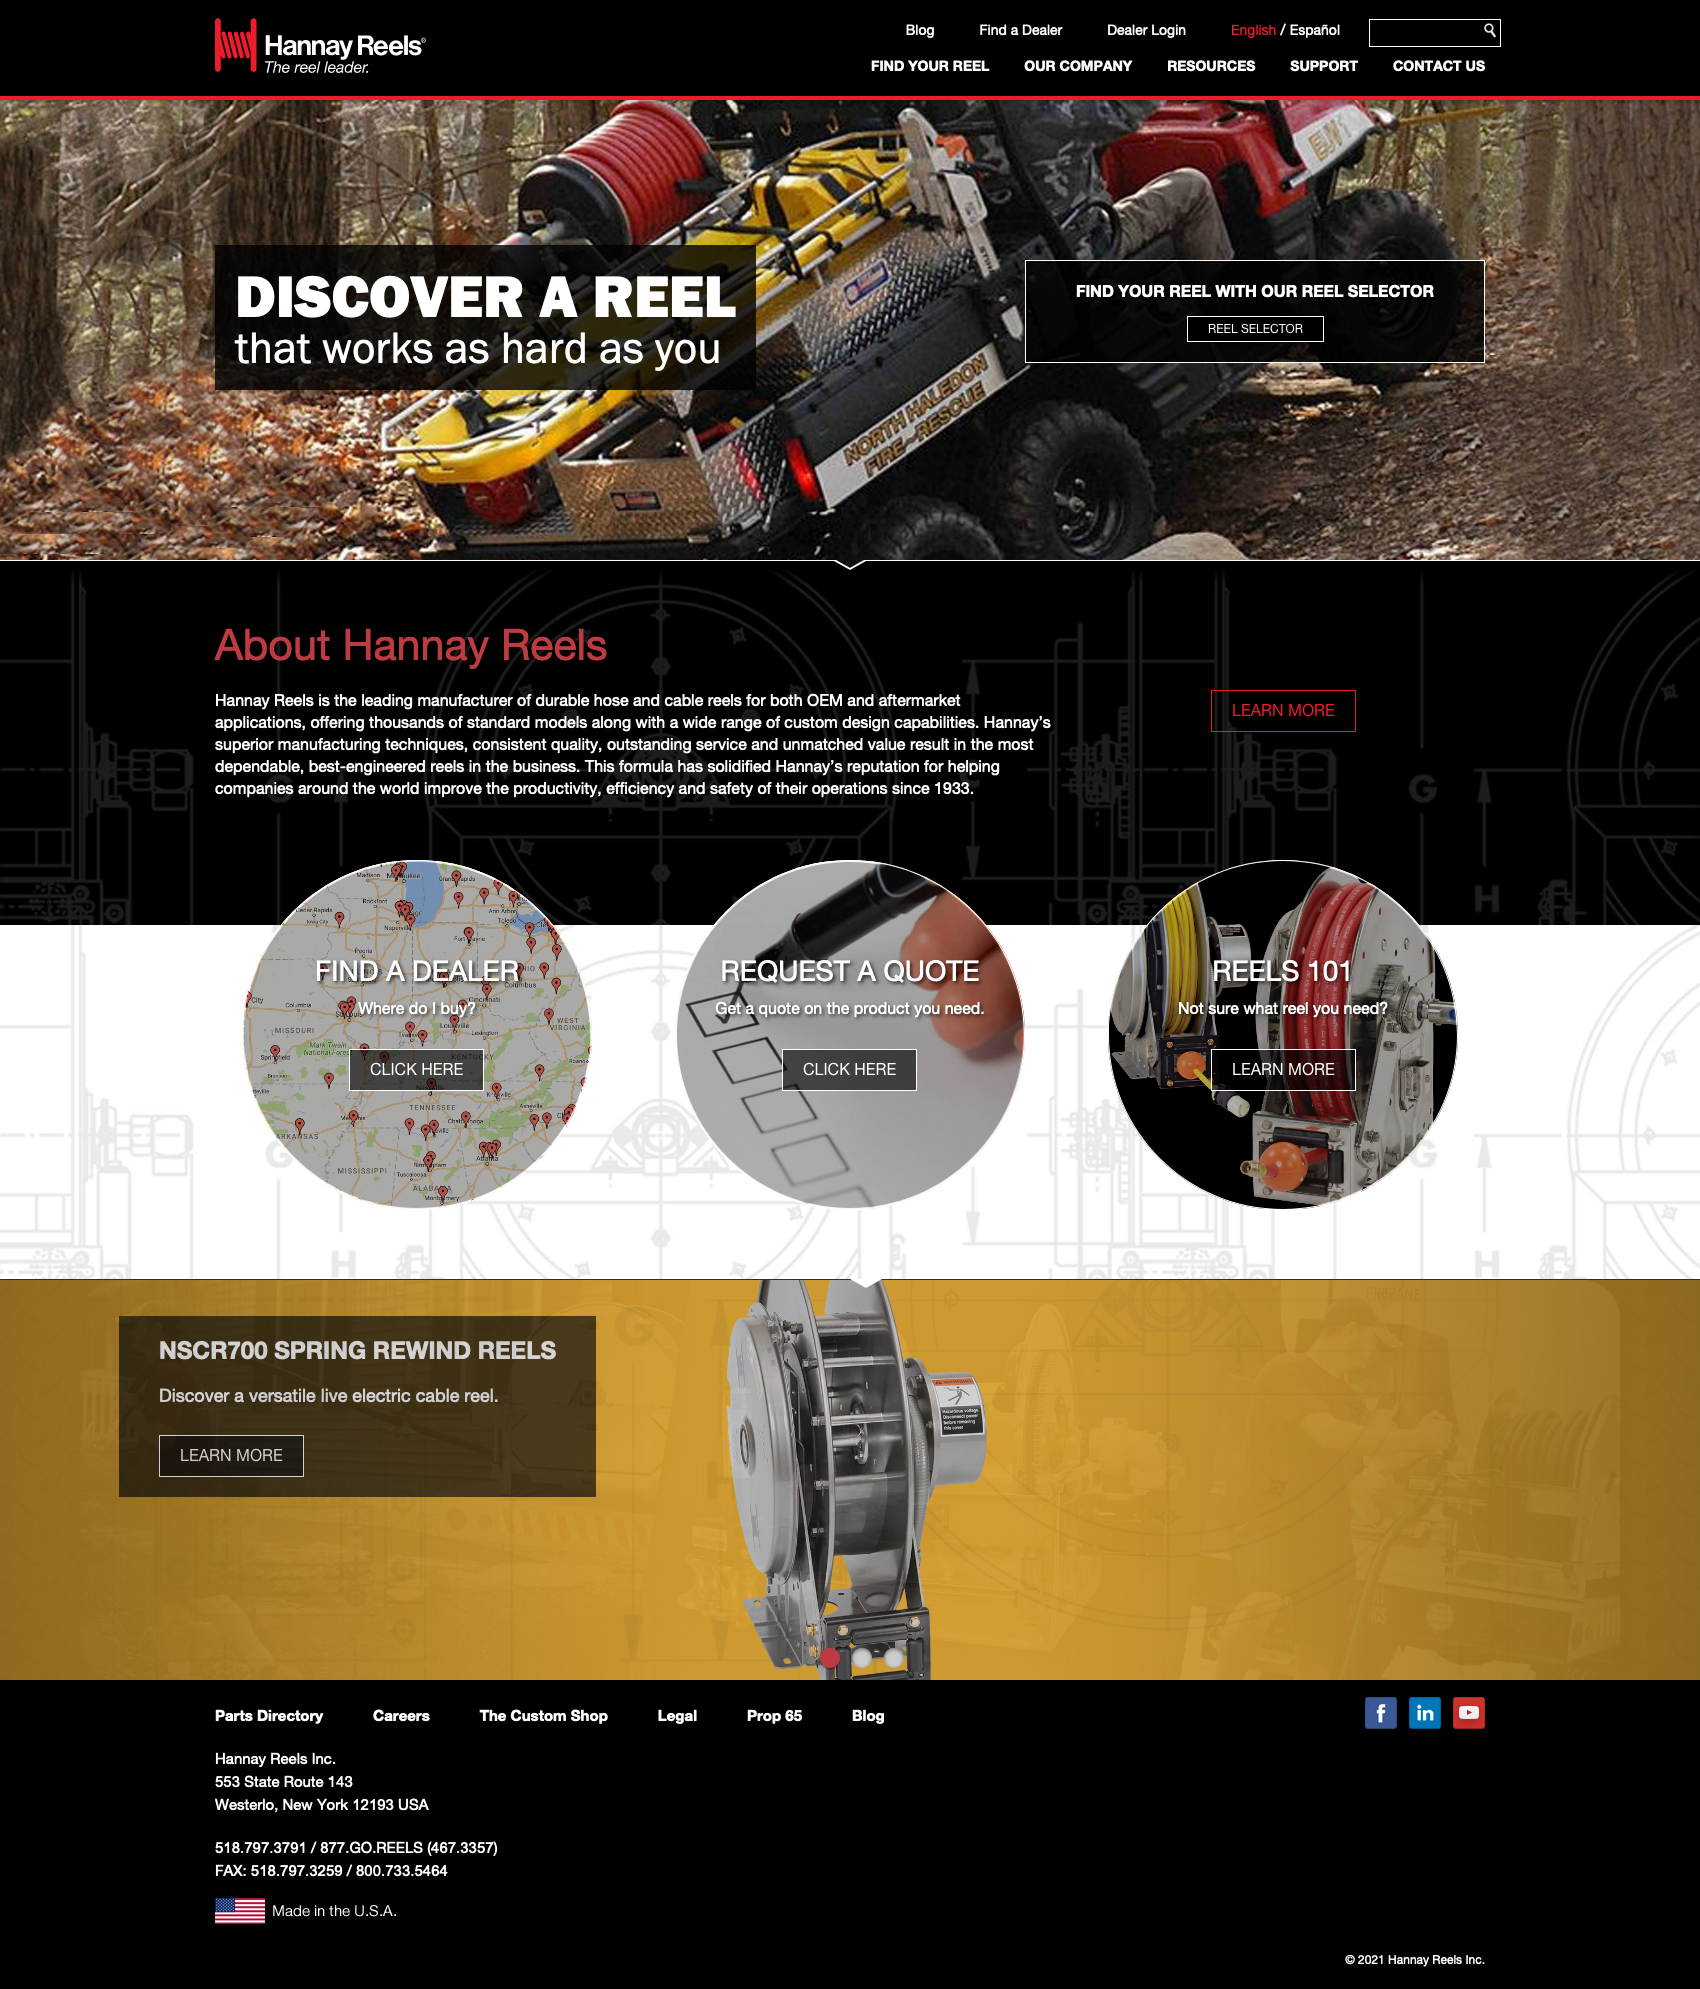 Hannay Reels®
The reel leader.
Blog
Find a Dealer
Dealer Login
English / Español
FIND YOUR REEL
OUR COMPANY
RESOURCES
SUPPORT
CONTACT US
DISCOVER A REEL
that works as hard as you
FIND YOUR REEL WITH OUR REEL SELECTOR
REEL SELECTOR
NORTH HALEDON
FIRE-RESCUE
About Hannay Reels
Hannay Reels is the leading manufacturer of durable hose and cable reels for both OEM and aftermarket
applications, offering thousands of standard models along with a wide range of custom design capabilities. Hannay’s
superior manufacturing techniques, consistent quality, outstanding service and unmatched value result in the most
dependable, best-engineered reels in the business. This formula has solidified Hannay’s reputation for helping
companies around the world improve the productivity, efficiency and safety of their operations since 1933.
LEARN MORE
FIND A DEALER
Where do I buy?
CLICK HERE
REQUEST A QUOTE
Get a quote on the product you need.
CLICK HERE
REELS 101
Not sure what reel you need?
LEARN MORE
NSCR700 SPRING REWIND REELS
Discover a versatile live electric cable reel.
LEARN MORE
Hazardous voltage
Disconnect power
before removing
this cover
Parts Directory
Careers
The Custom Shop
Legal
Prop 65
Blog
Hannay Reels Inc.
553 State Route 143
Westerlo, New York 12193 USA
518.797.3791 / 877.GO.REELS (467.3357)
FAX: 518.797.3259 / 800.733.5464
Made in the U.S.A.
© 2021 Hannay Reels Inc.